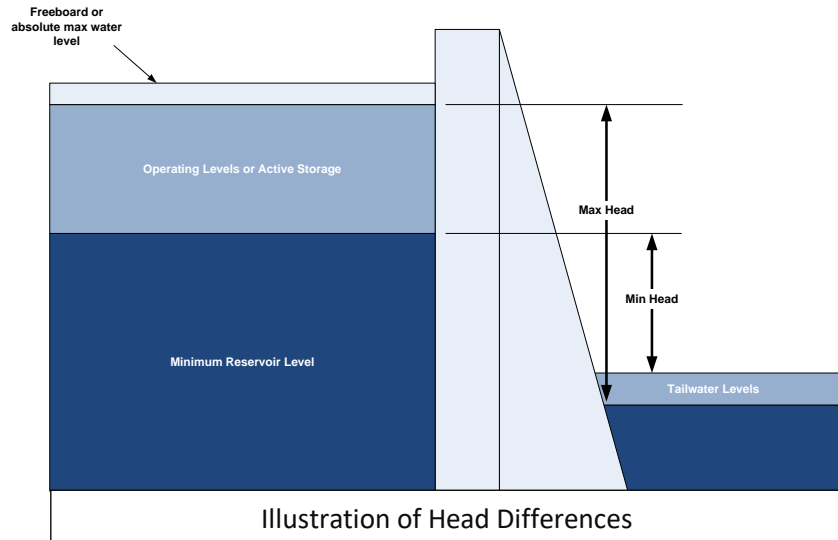 Freeboard or
absolute max water
level
Operating Levels or Active Storage
Max Head
Min Head
Minimum Reservoir Level
Tailwater Levels
Illustration of Head Differences